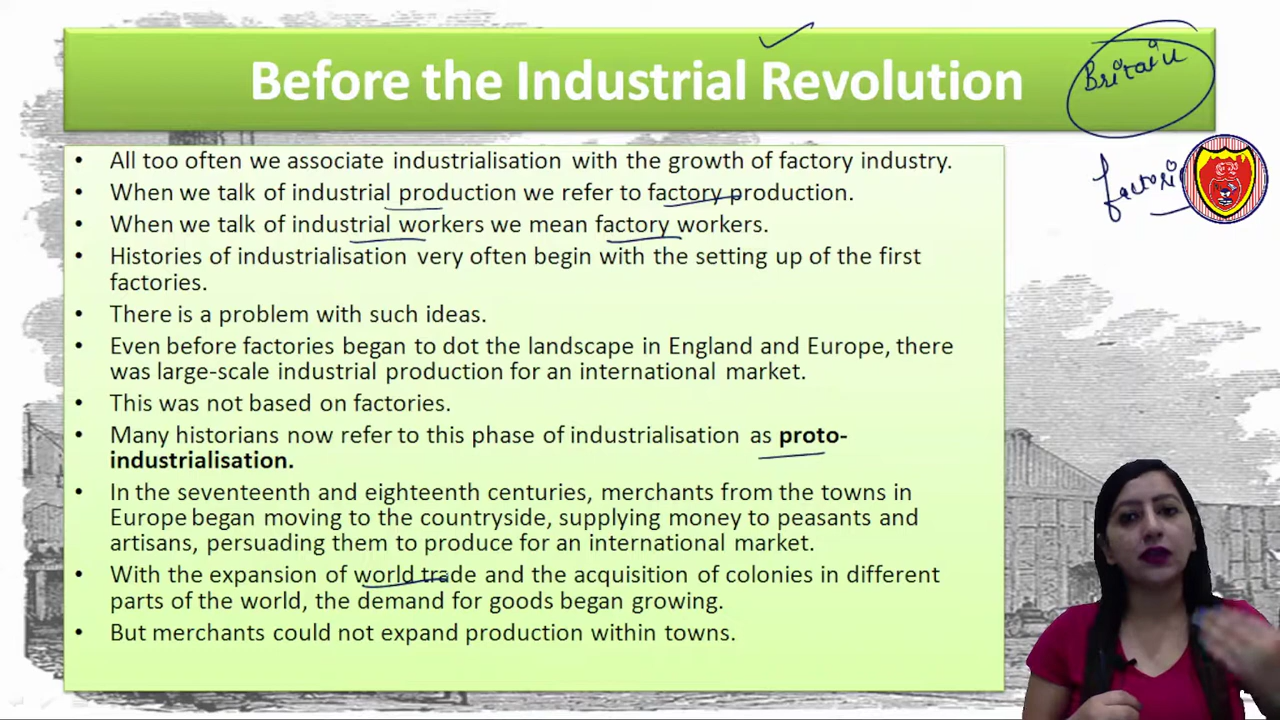 Before the Industrial Revolution
Britain
• All too often we associate industrialisation with the growth of factory industry.
• When we talk of industrial production we refer to factory production.
• When we talk of industrial workers we mean factory workers.
• Histories of industrialisation very often begin with the setting up of the first
factories.
• There is a problem with such ideas.
• Even before factories began to dot the landscape in England and Europe, there
was large-scale industrial production for an international market.
• This was not based on factories.
• Many historians now refer to this phase of industrialisation as proto-
industrialisation.
• In the seventeenth and eighteenth centuries, merchants from the towns in
Europe began moving to the countryside, supplying money to peasants and
artisans, persuading them to produce for an international market.
• With the expansion of world trade and the acquisition of colonies in different
parts of the world, the demand for goods began growing.
• But merchants could not expand production within towns.